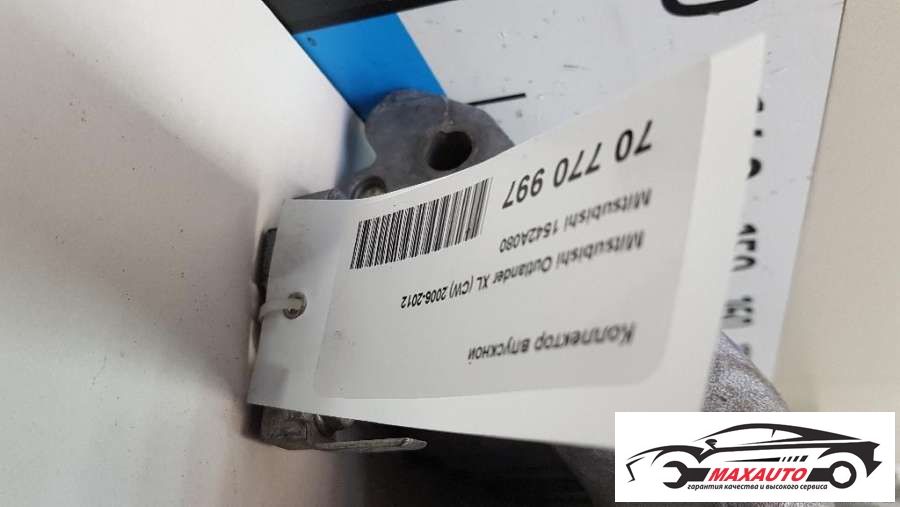 Коллектор впускной
Mitsubishi Outlander XL (CW) 2006-2012
Mitsubishi 1542A080
70 770 997
MAXAUTO
гарантия качества и высокого сервиса